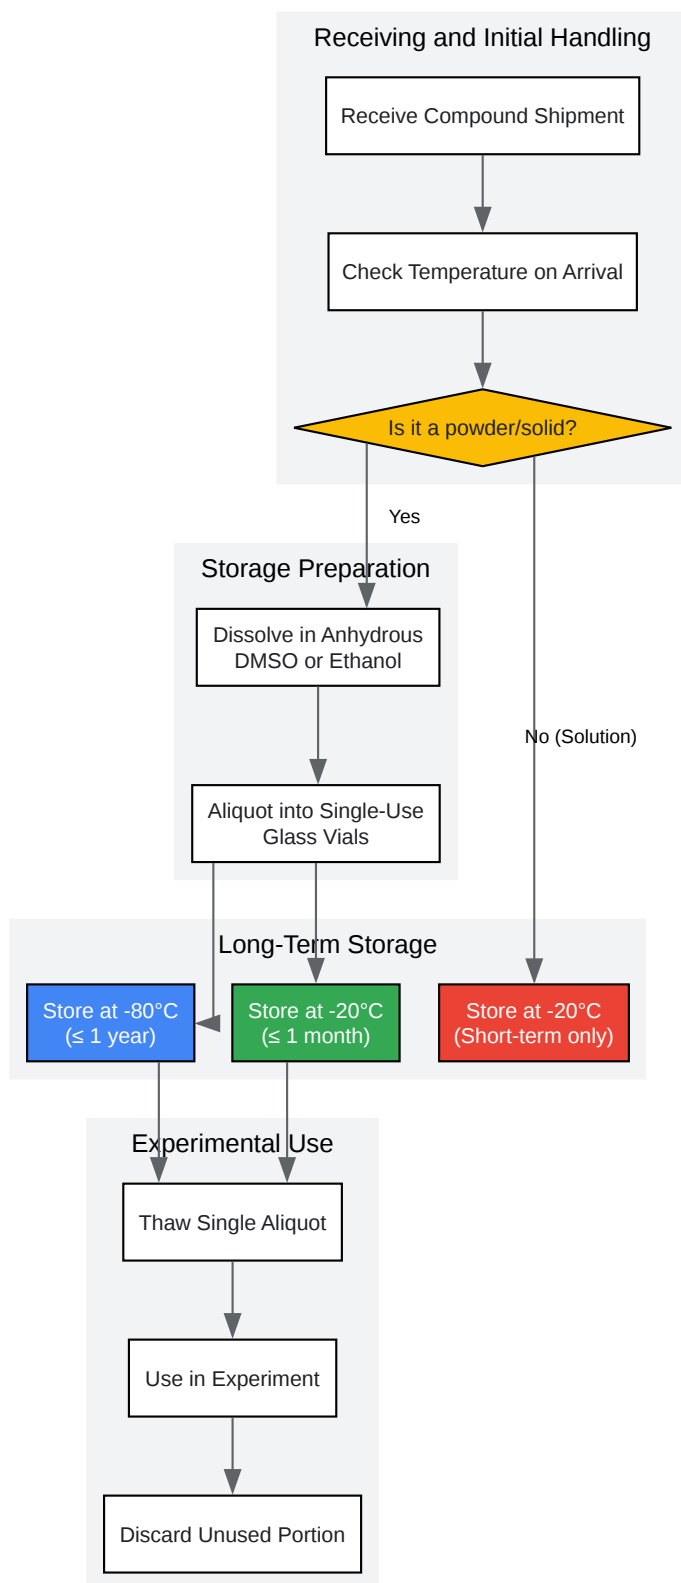 Receiving and Initial Handling
Receive Compound Shipment
Check Temperature on Arrival
Is it a powder/solid?
Yes
Storage Preparation
Dissolve in Anhydrous
DMSO or Ethanol
No (Solution)
Aliquot into Single-Use
Glass Vials
Long-Term Storage
Store at -80°C
(≤ 1 year)
Store at -20°C
(≤ 1 month)
Store at -20°C
(Short-term only)
Experimental Use
Thaw Single Aliquot
Use in Experiment
Discard Unused Portion